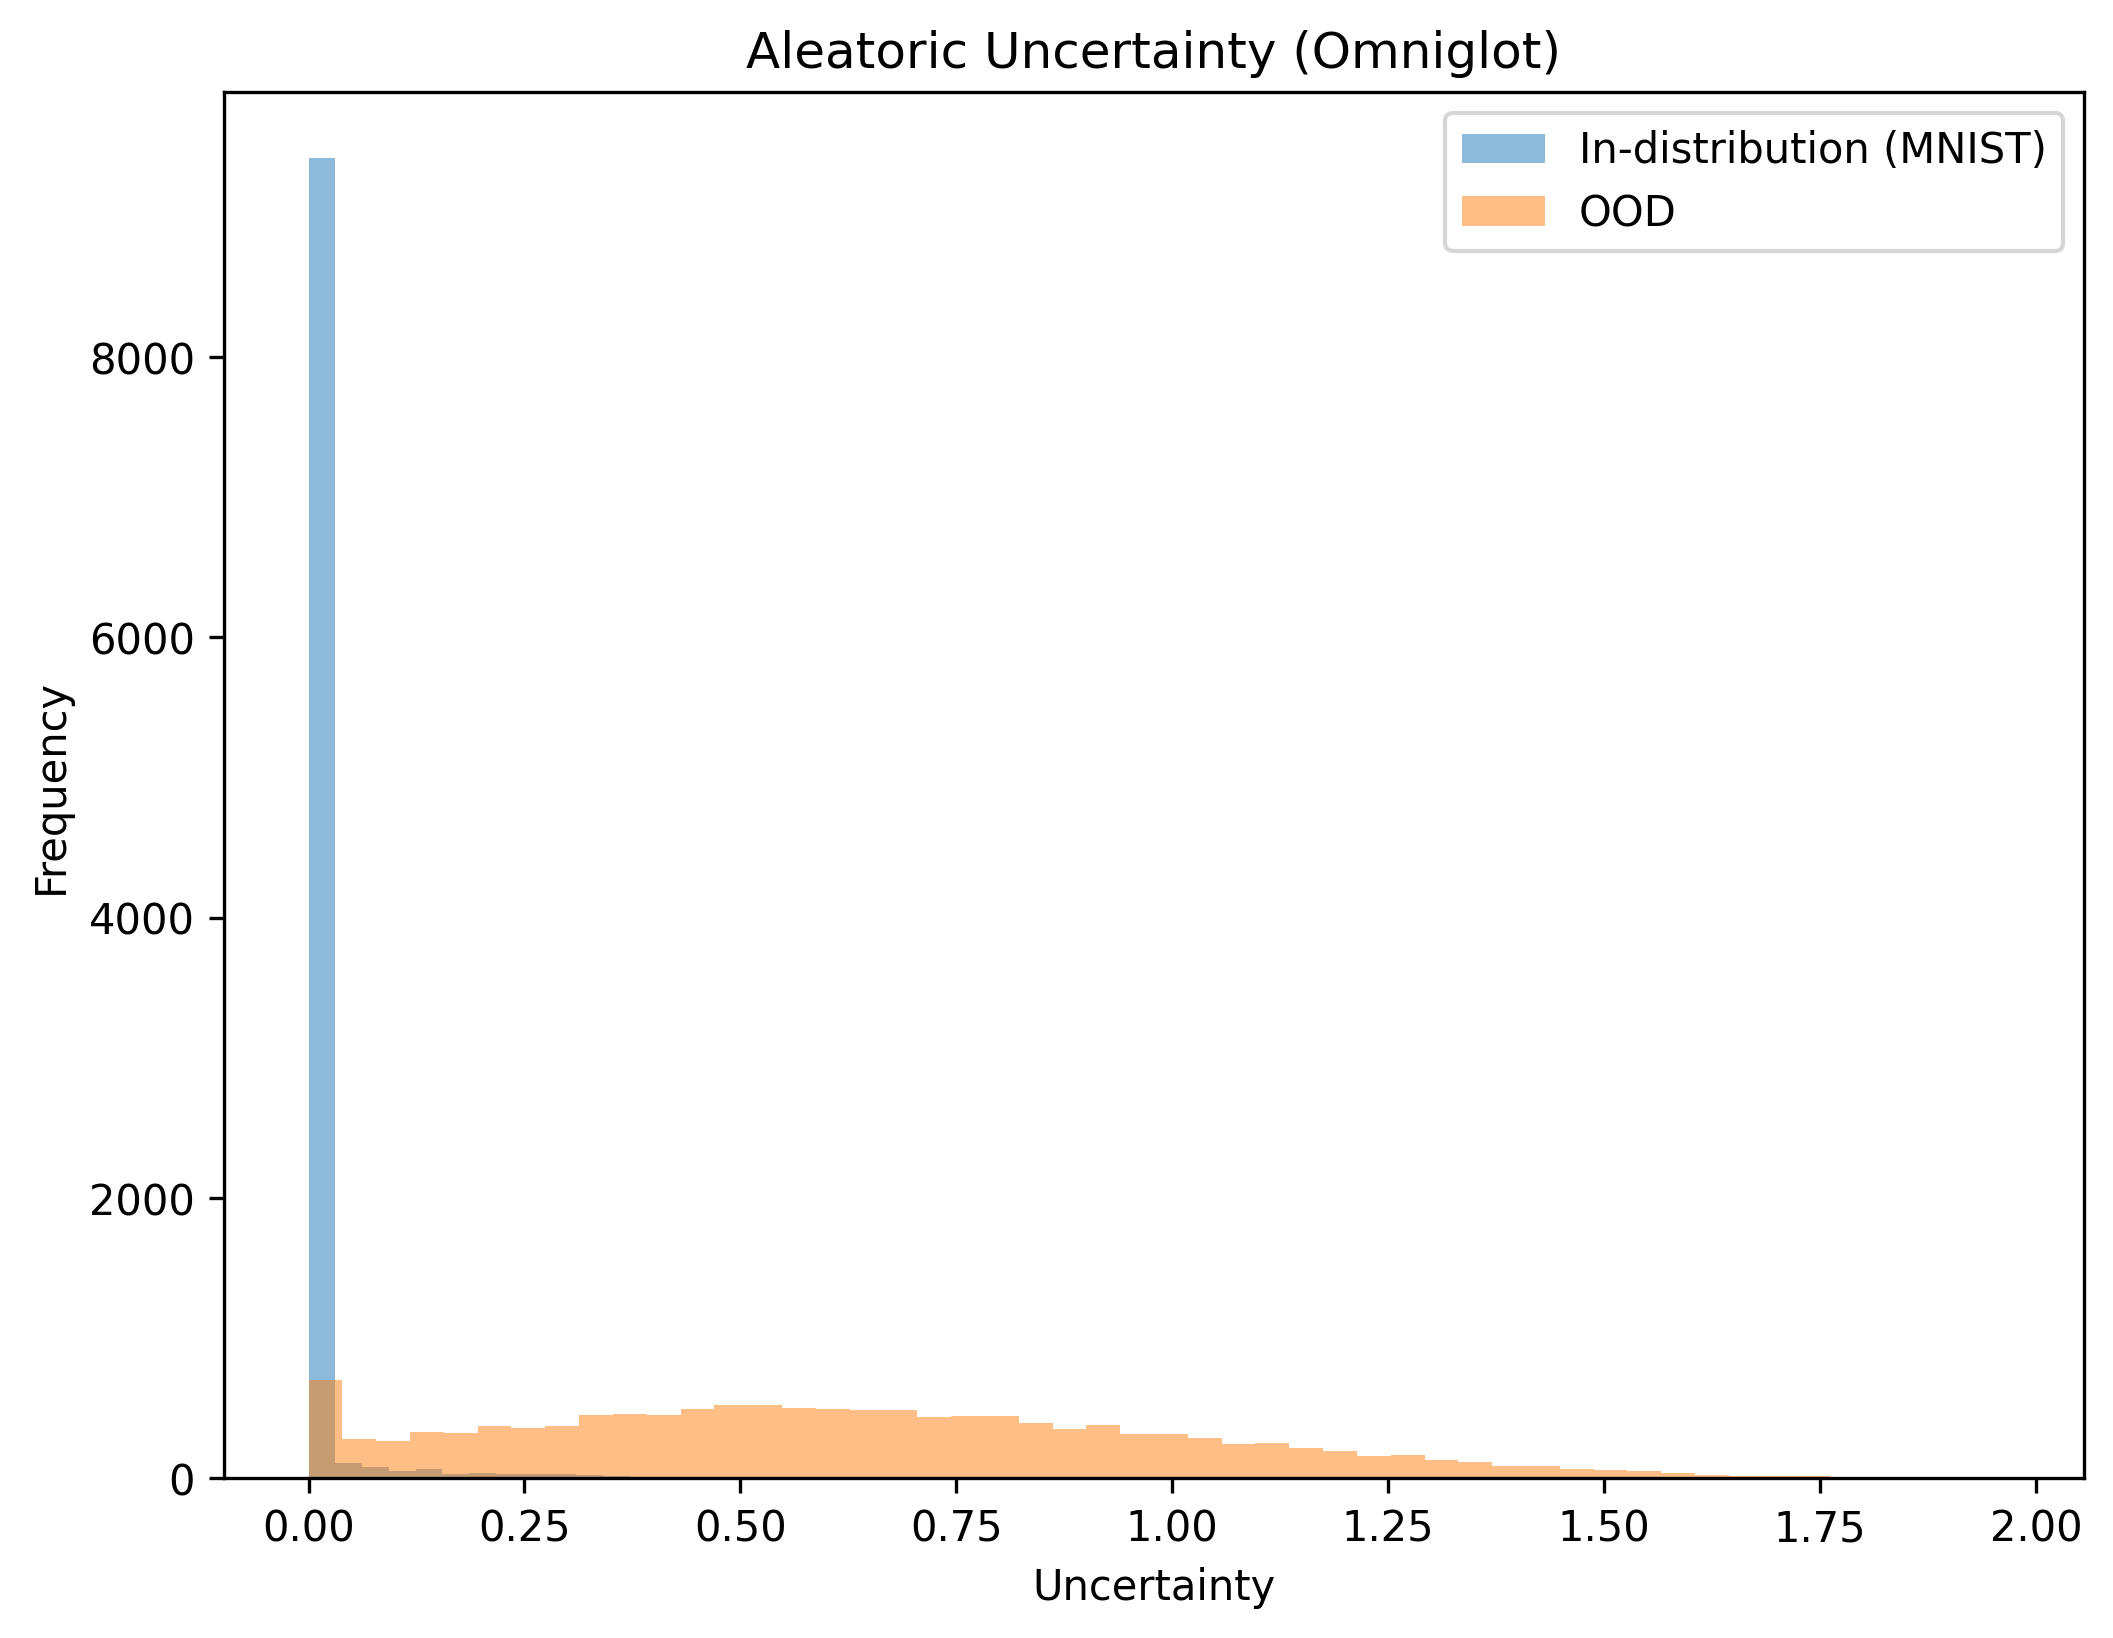 Aleatoric Uncertainty (Omniglot)
In-distribution (MNIST)
OOD
8000
6000
4000
2000
0
Frequency
0.00 0.25 0.50 0.75 1.00 1.25 1.50 1.75 2.00
Uncertainty